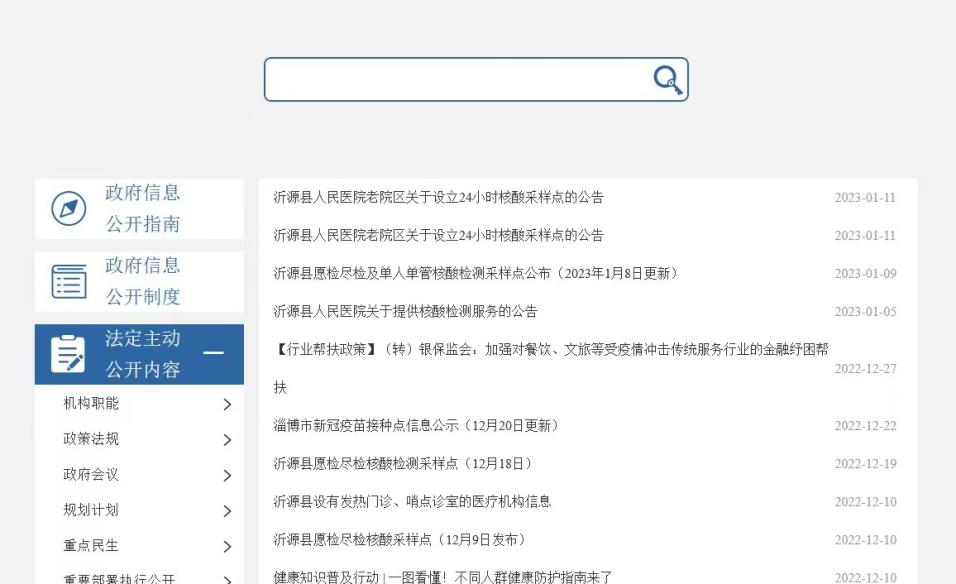 政府信息
公开指南
政府信息
公开制度
法定主动
公开内容
机构职能
政策法规
政府会议
规划计划
重点民生
重要部署执行公开
沂源县人民医院老院区关于设立24小时核酸采样点的公告 2023-01-11
沂源县人民医院老院区关于设立24小时核酸采样点的公告 2023-01-11
沂源县愿检尽检及单人单管核酸检测采样点公布（2023年1月8日更新） 2023-01-09
沂源县人民医院关于提供核酸检测服务的公告 2023-01-05
【行业帮扶政策】（转）银保监会：加强对餐饮、文旅等受疫情冲击传统服务行业的金融纾困帮
扶 2022-12-27
淄博市新冠疫苗接种点信息公示（12月20日更新） 2022-12-22
沂源县愿检尽检核酸检测采样点（12月18日） 2022-12-19
沂源县设有发热门诊、哨点诊室的医疗机构信息 2022-12-10
沂源县愿检尽检核酸采样点（12月9日发布） 2022-12-10
健康知识普及行动 | 一图看懂！不同人群健康防护指南来了 2022-12-10